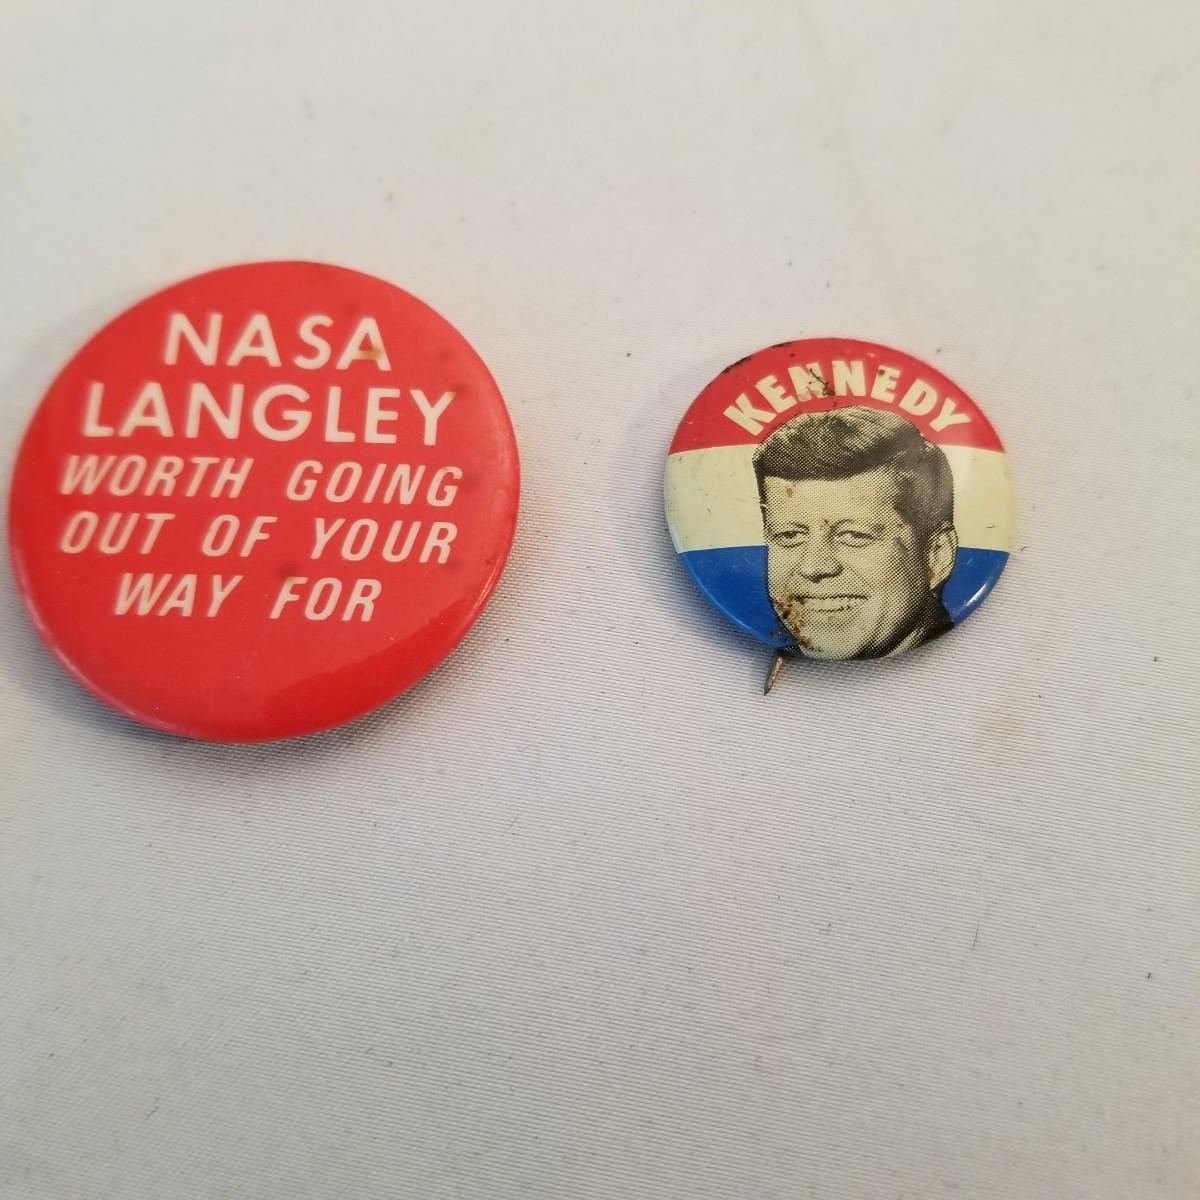 NASA
LANGLEY
WORTH GOING
OUT OF YOUR
WAY FOR
KENNEDY